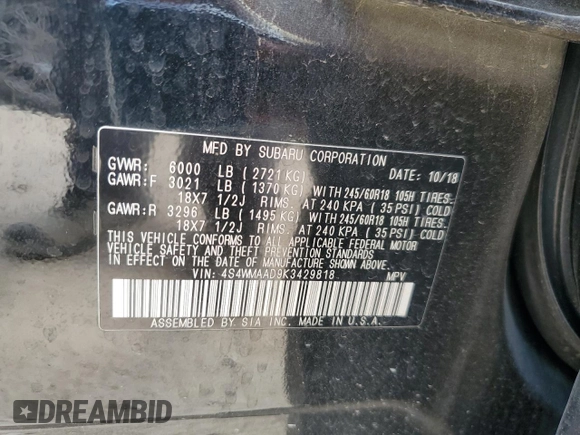 MFD BY SUBARU CORPORATION
GVWR: 6000 LB ( 2721 KG) DATE: 10/18
GAWR:F 3021 LB ( 1370 KG) WITH 245/60R18 105H TIRES.
18X7 1/2J RIMS. AT 240 KPA ( 35 PSI) COLD
GAWR:R 3296 LB ( 1495 KG) WITH 245/60R18 105H TIRES.
18X7 1/2J RIMS. AT 240 KPA ( 35 PSI) COLD
THIS VEHICLE CONFORMS TO ALL APPLICABLE FEDERAL MOTOR
VEHICLE SAFETY AND THEFT PREVENTION STANDARDS
IN EFFECT ON THE DATE OF MANUFACTURE SHOWN ABOVE.
VIN: 4S4WMAAD9K3429818 MPV
ASSEMBLED BY SIA INC. IN U.S.A.
DREAMBID